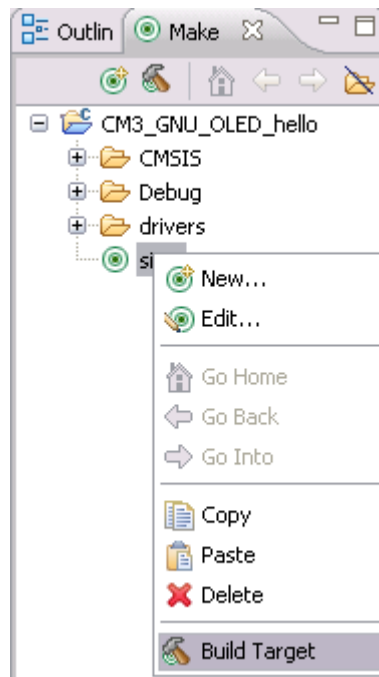 Outlin Make
CM3_GNU_OLED_hello
CMSIS
Debug
drivers
New...
Edit...
Go Home
Go Back
Go Into
Copy
Paste
Delete
Build Target